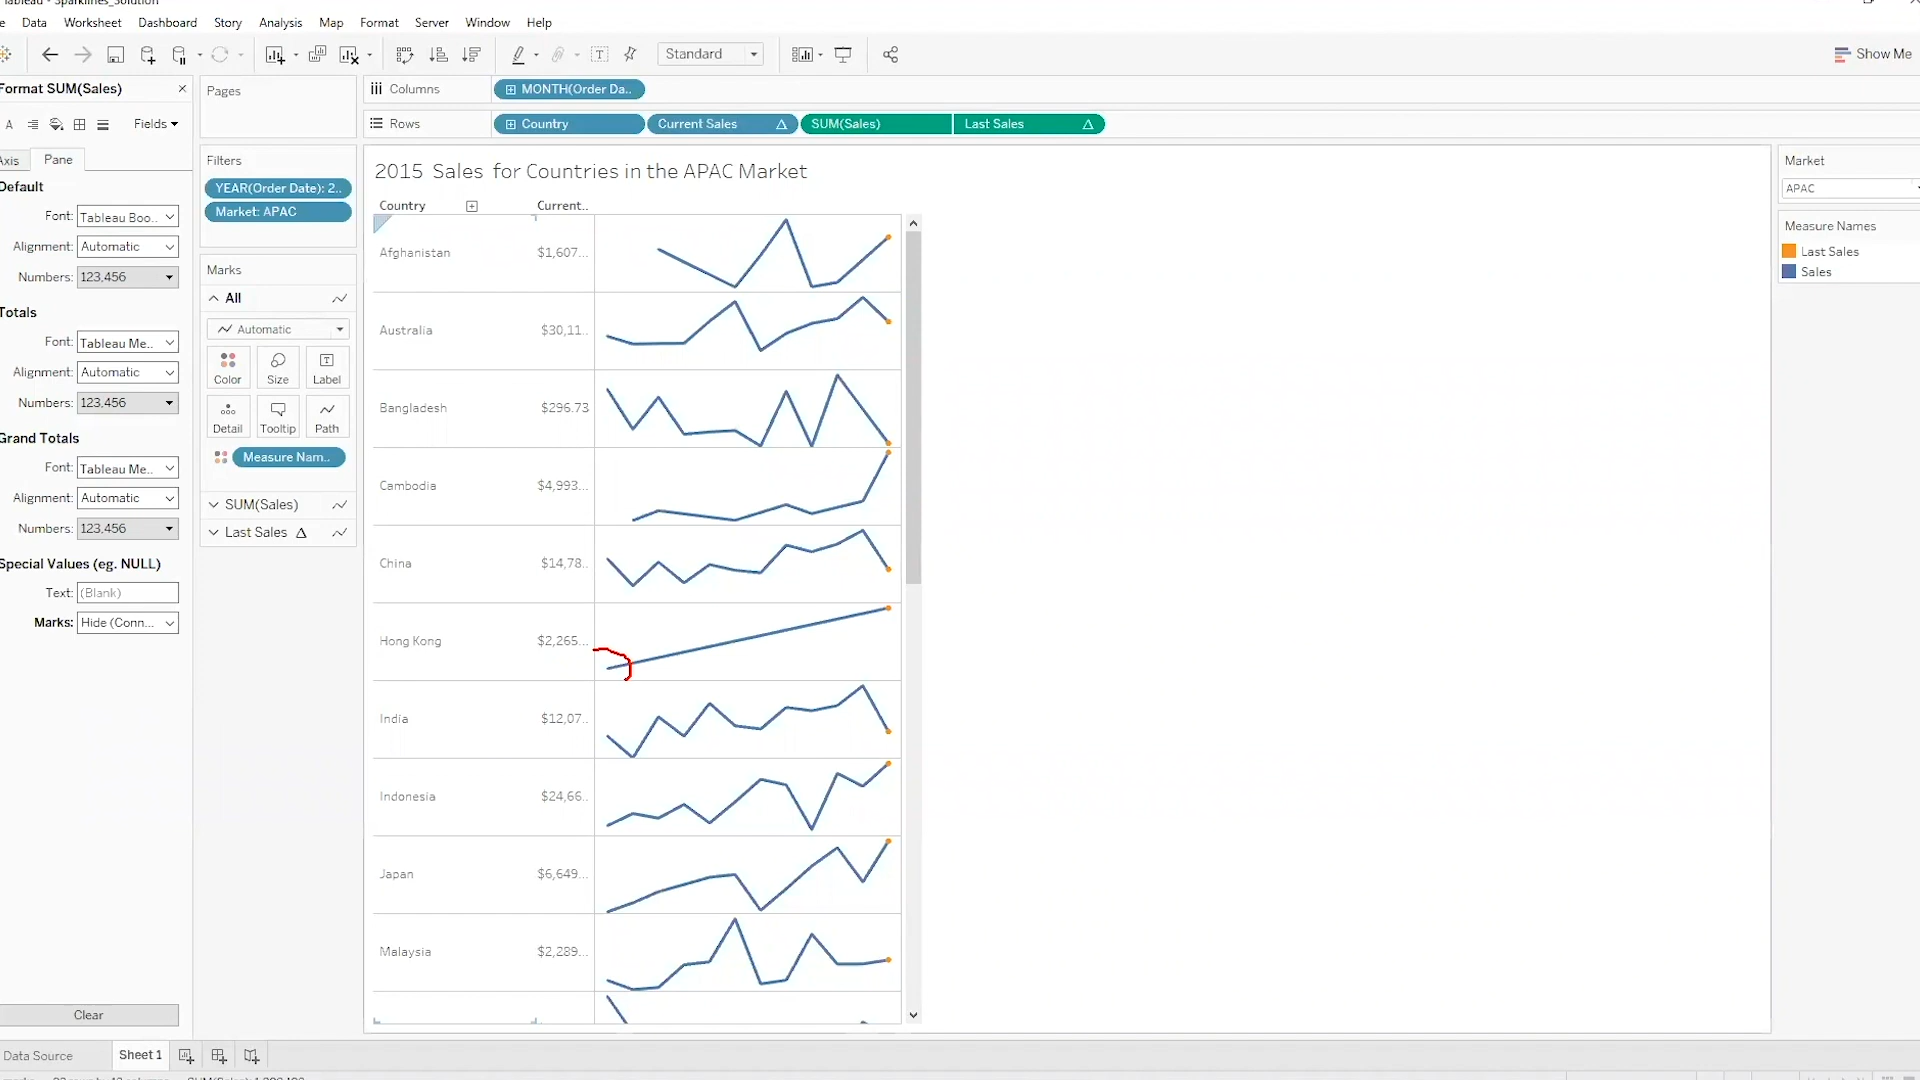 Tableau - Sparklines_Solution
Data Worksheet Dashboard Story Analysis Map Format Server Window Help
Standard
Show Me
Format SUM(Sales)
Fields
Axis Pane
Default
Font: Tableau Boo...
Alignment: Automatic
Numbers: 123,456
Totals
Font: Tableau Me..
Alignment: Automatic
Numbers: 123,456
Grand Totals
Font: Tableau Me..
Alignment: Automatic
Numbers: 123,456
Special Values (eg. NULL)
Text: (Blank)
Marks: Hide (Conn...
Clear
Pages
Filters
YEAR(Order Date): 2..
Market: APAC
Marks
All
Automatic
Color Size Label
Detail Tooltip Path
Measure Nam..
SUM(Sales)
Last Sales
Columns MONTH(Order Da..
Rows Country Current Sales SUM(Sales) Last Sales
2015 Sales for Countries in the APAC Market
Country Current..
Afghanistan $1,607...
Australia $30,11..
Bangladesh $296.73
Cambodia $4,993...
China $14,78..
Hong Kong $2,265...
India $12,07..
Indonesia $24,66..
Japan $6,649...
Malaysia $2,289...
Market
APAC
Measure Names
Last Sales
Sales
Data Source Sheet 1